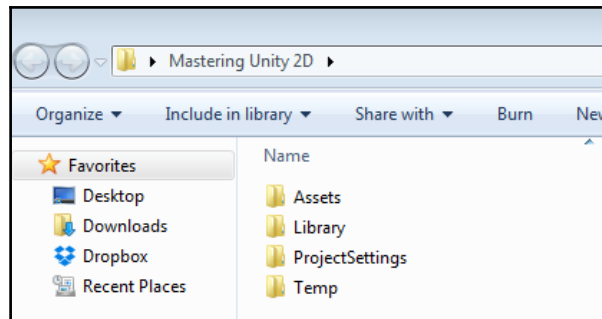 Mastering Unity 2D
Organize Include in library Share with Burn
Favorites
Desktop
Downloads
Dropbox
Recent Places
Name
Assets
Library
ProjectSettings
Temp